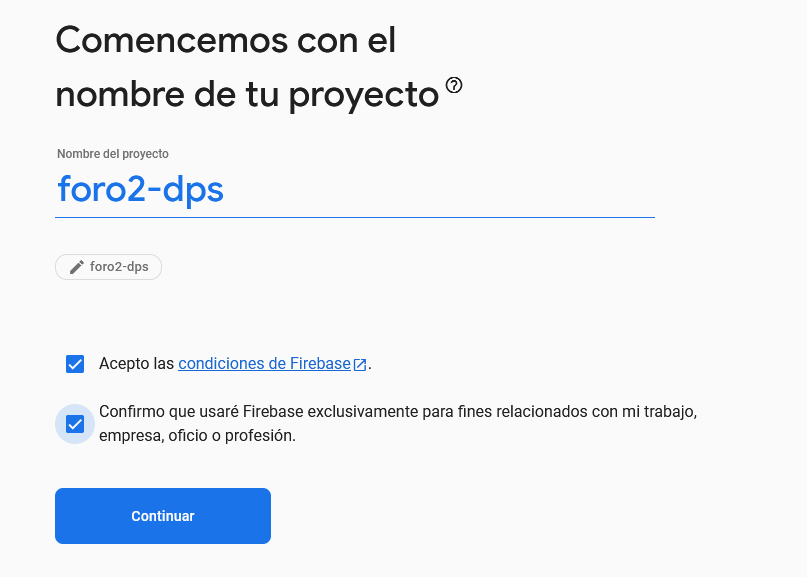 Comencemos con el
nombre de tu proyecto
Nombre del proyecto
foro2-dps
foro2-dps
Acepto las condiciones de Firebase.
Confirmo que usaré Firebase exclusivamente para fines relacionados con mi trabajo,
empresa, oficio o profesión.
Continuar